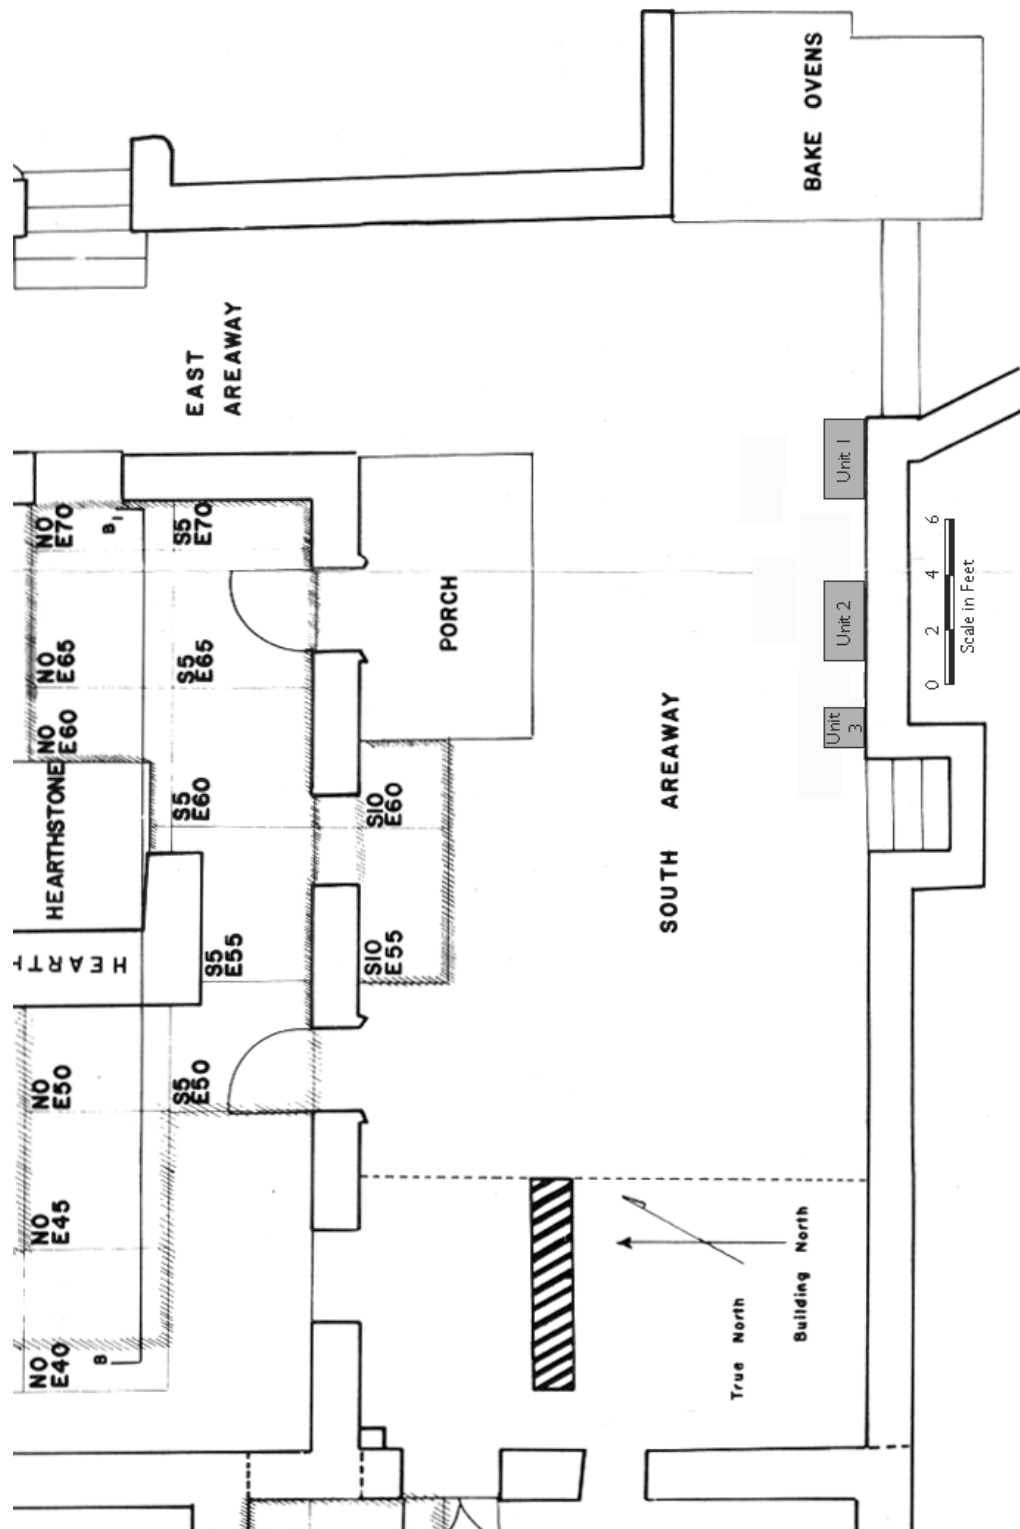 BAKE OVENS
EAST
AREAWAY
NO
E70
B1
S5
E70
NO
E65
S5
E65
NO
E60
S5
E60
S10
E60
PORCH
HEARTHSTONE
HEARTH
S5
E55
S10
E55
SOUTH AREAWAY
NO
E50
S5
E50
NO
E45
NO
E40
B
Unit 1
Unit 2
Unit
3
0 2 4 6
Scale in Feet
True North
Building North